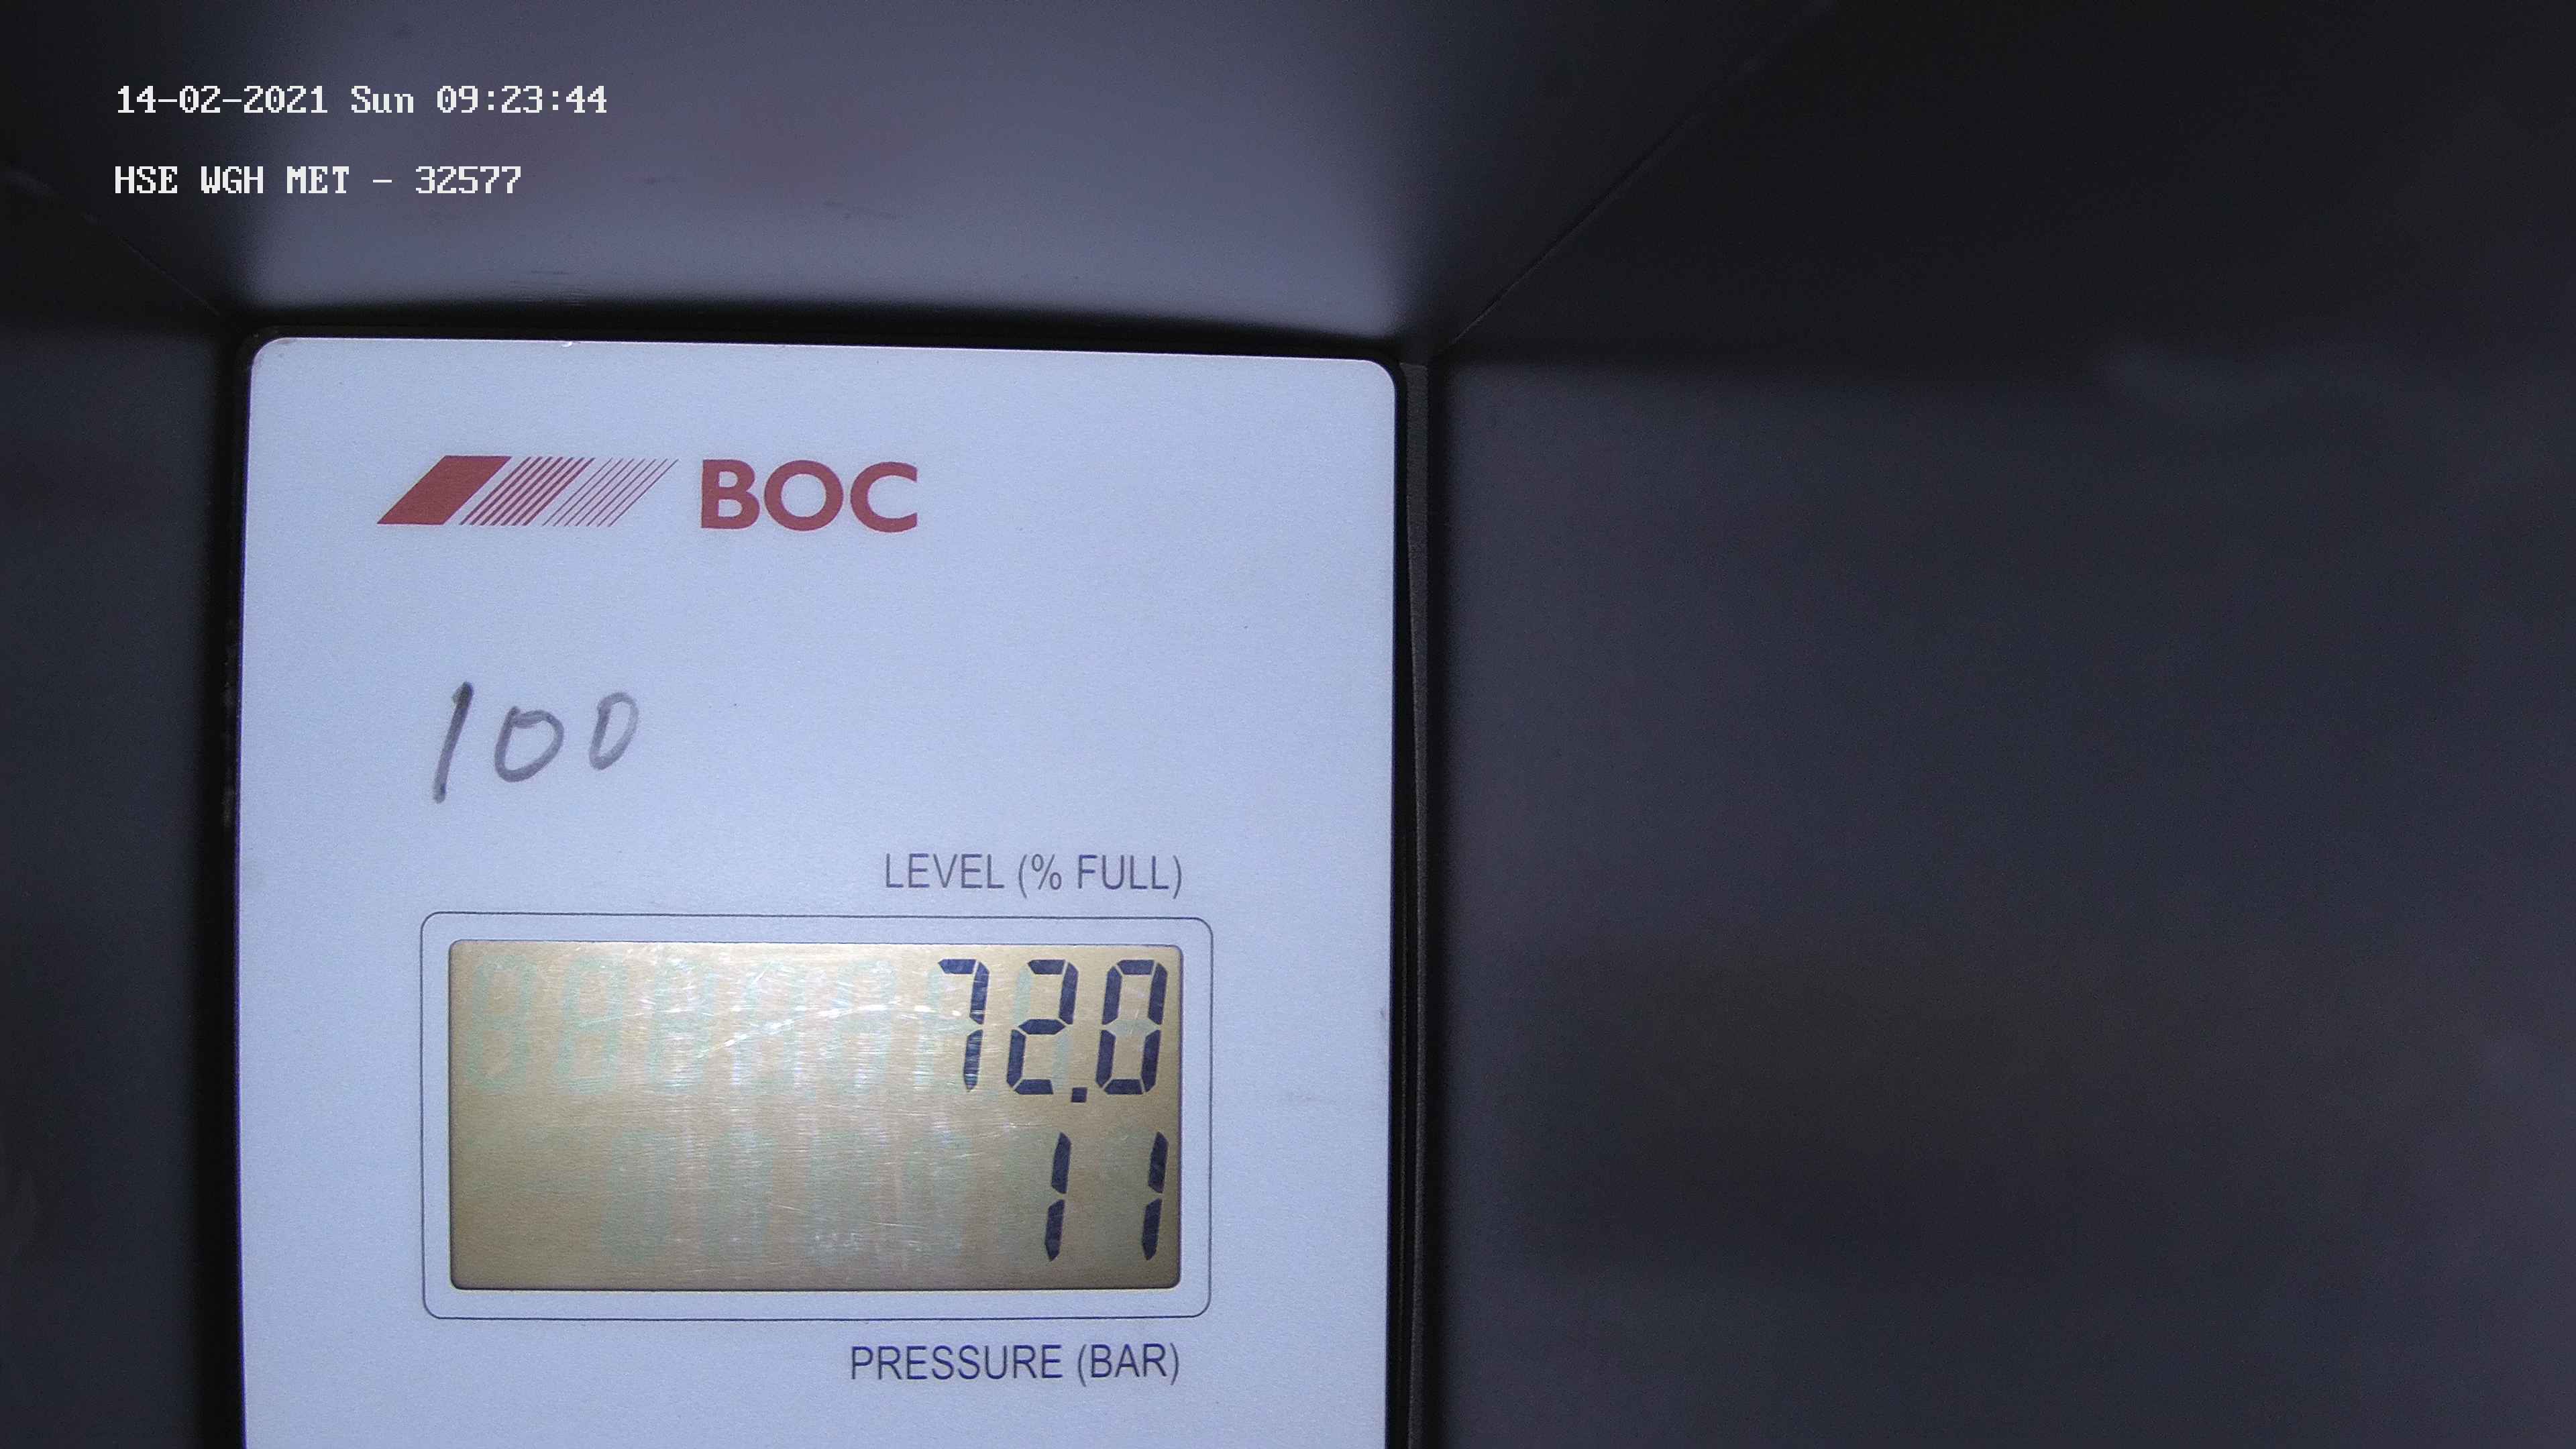 14-02-2021 Sun 09:23:44
HSE WGH MET - 32577
BOC
100
LEVEL (% FULL)
72.0
11
PRESSURE (BAR)